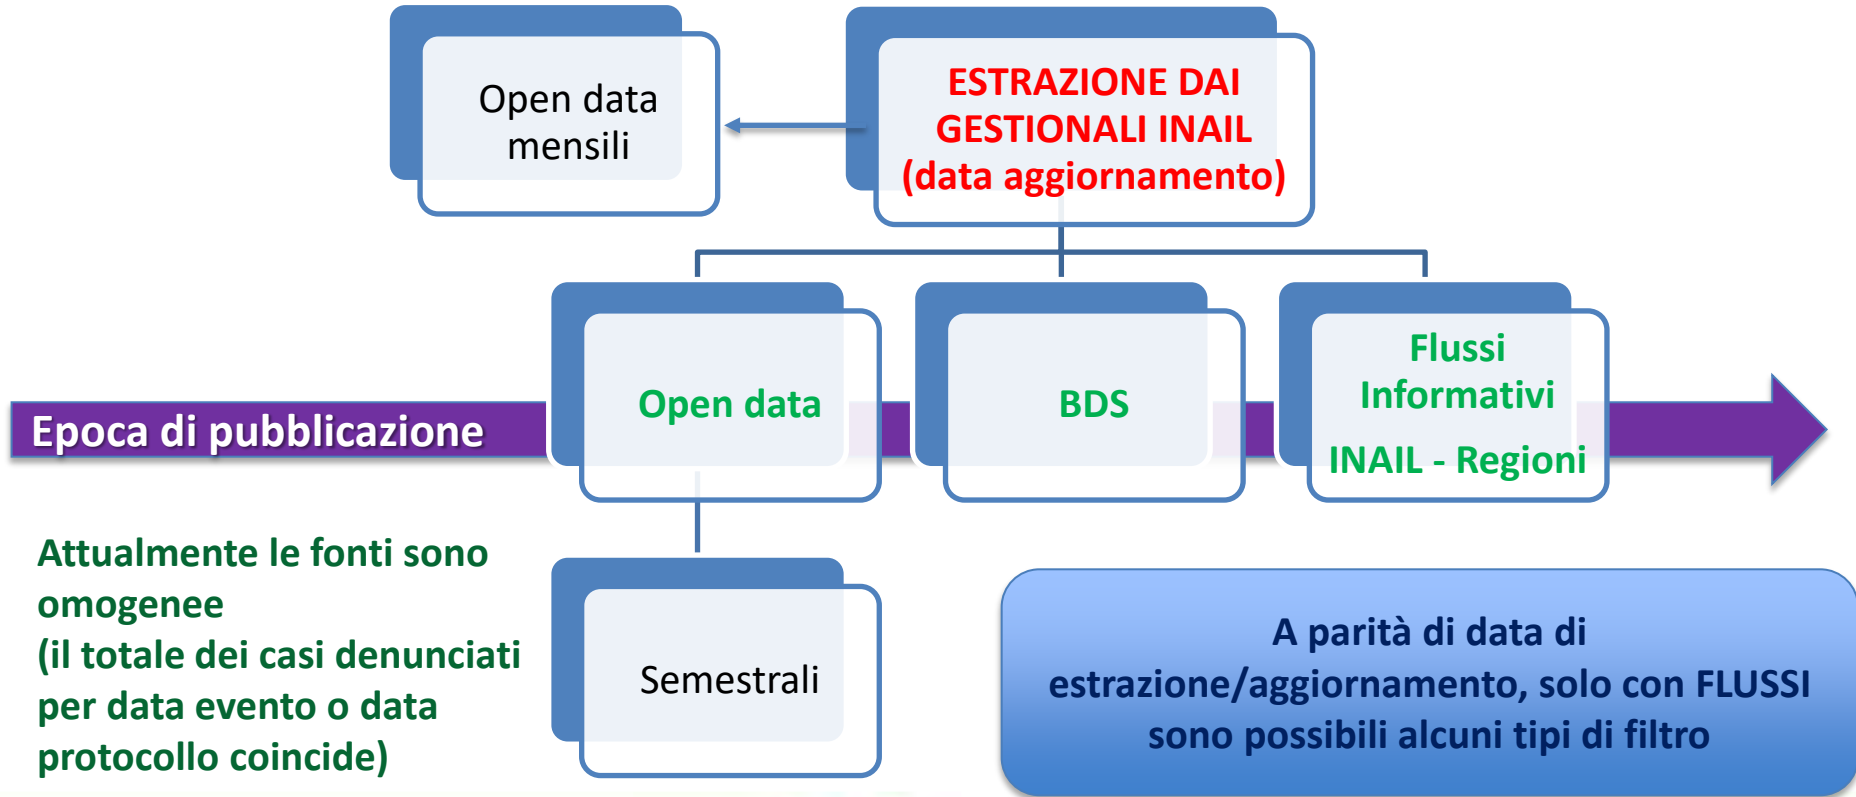 Open data
mensili
ESTRAZIONE DAI
GESTIONALI INAIL
(data aggiornamento)
Epoca di pubblicazione
Open data
BDS
Flussi
Informativi
INAIL - Regioni
Attualmente le fonti sono
omogenee
(il totale dei casi denunciati
per data evento o data
protocollo coincide)
Semestrali
A parità di data di
estrazione/aggiornamento, solo con FLUSSI
sono possibili alcuni tipi di filtro